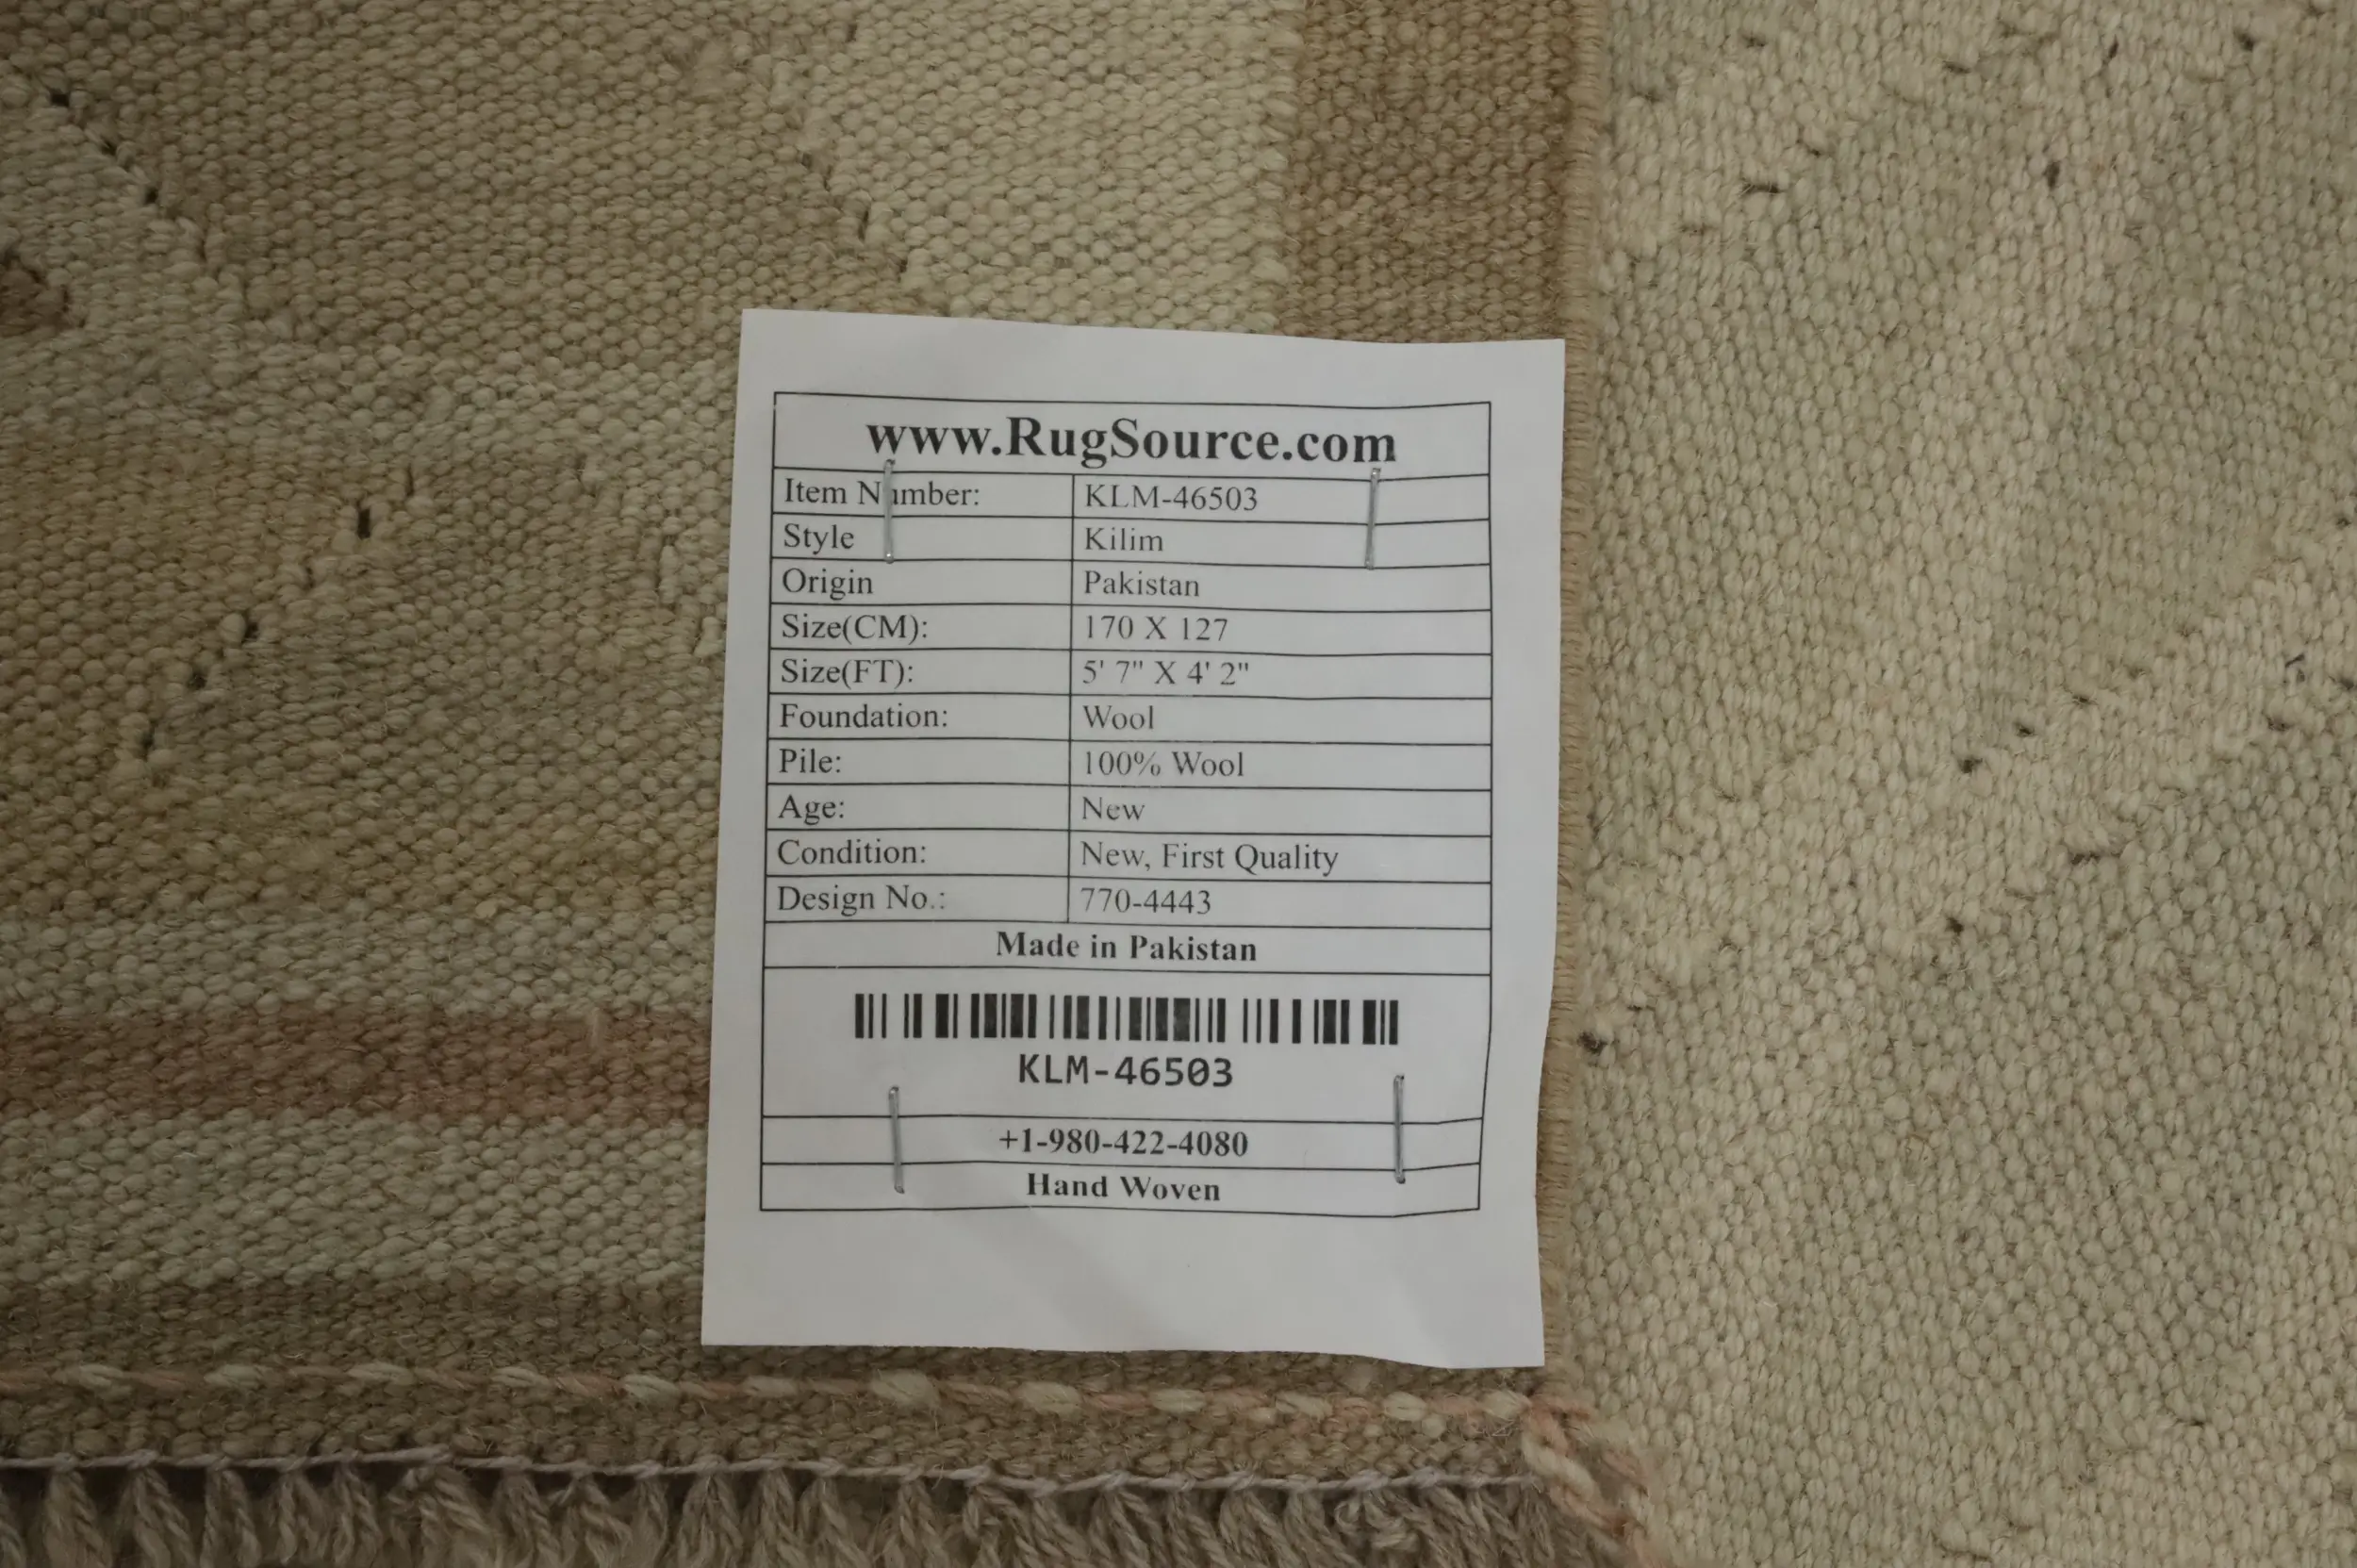 www.RugSource.com
Item Number: KLM-46503
Style Kilim
Origin Pakistan
Size(CM): 170 X 127
Size(FT): 5' 7" X 4' 2"
Foundation: Wool
Pile: 100% Wool
Age: New
Condition: New, First Quality
Design No.: 770-4443
Made in Pakistan
KLM-46503
+1-980-422-4080
Hand Woven